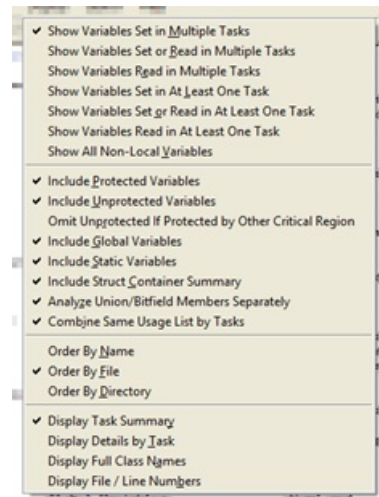 Show Variables Set in Multiple Tasks
Show Variables Set or Read in Multiple Tasks
Show Variables Read in Multiple Tasks
Show Variables Set in At Least One Task
Show Variables Set or Read in At Least One Task
Show Variables Read in At Least One Task
Show All Non-Local Variables
Include Protected Variables
Include Unprotected Variables
Omit Unprotected If Protected by Other Critical Region
Include Global Variables
Include Static Variables
Include Struct Container Summary
Analyze Union/Bitfield Members Separately
Combine Same Usage List by Tasks
Order By Name
Order By File
Order By Directory
Display Task Summary
Display Details by Task
Display Full Class Names
Display File / Line Numbers